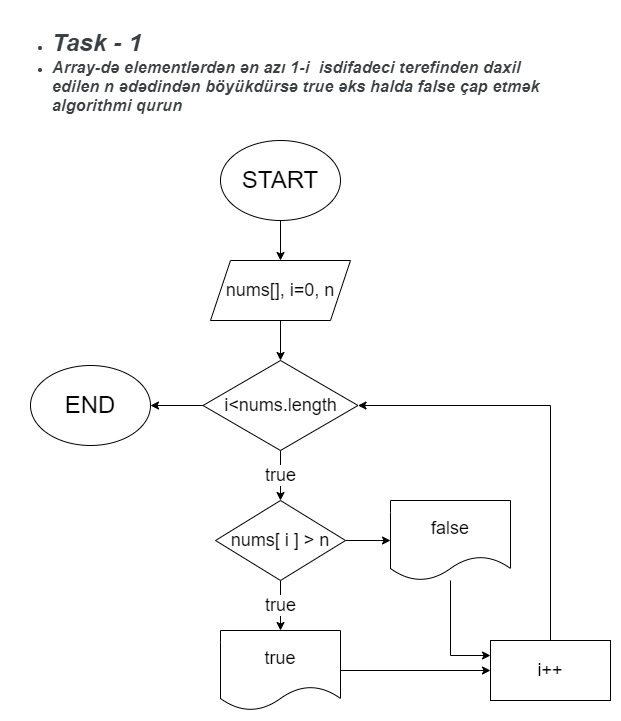 Task - 1
Array-də elementlərdən ən azı 1-i isdifadeci terefinden daxil
edilen n ədədindən böyükdürsə true əks halda false çap etmək
algorithmi qurun
START
nums[], i=0, n
END
i<nums.length
true
nums[ i ] > n
false
true
true
i++